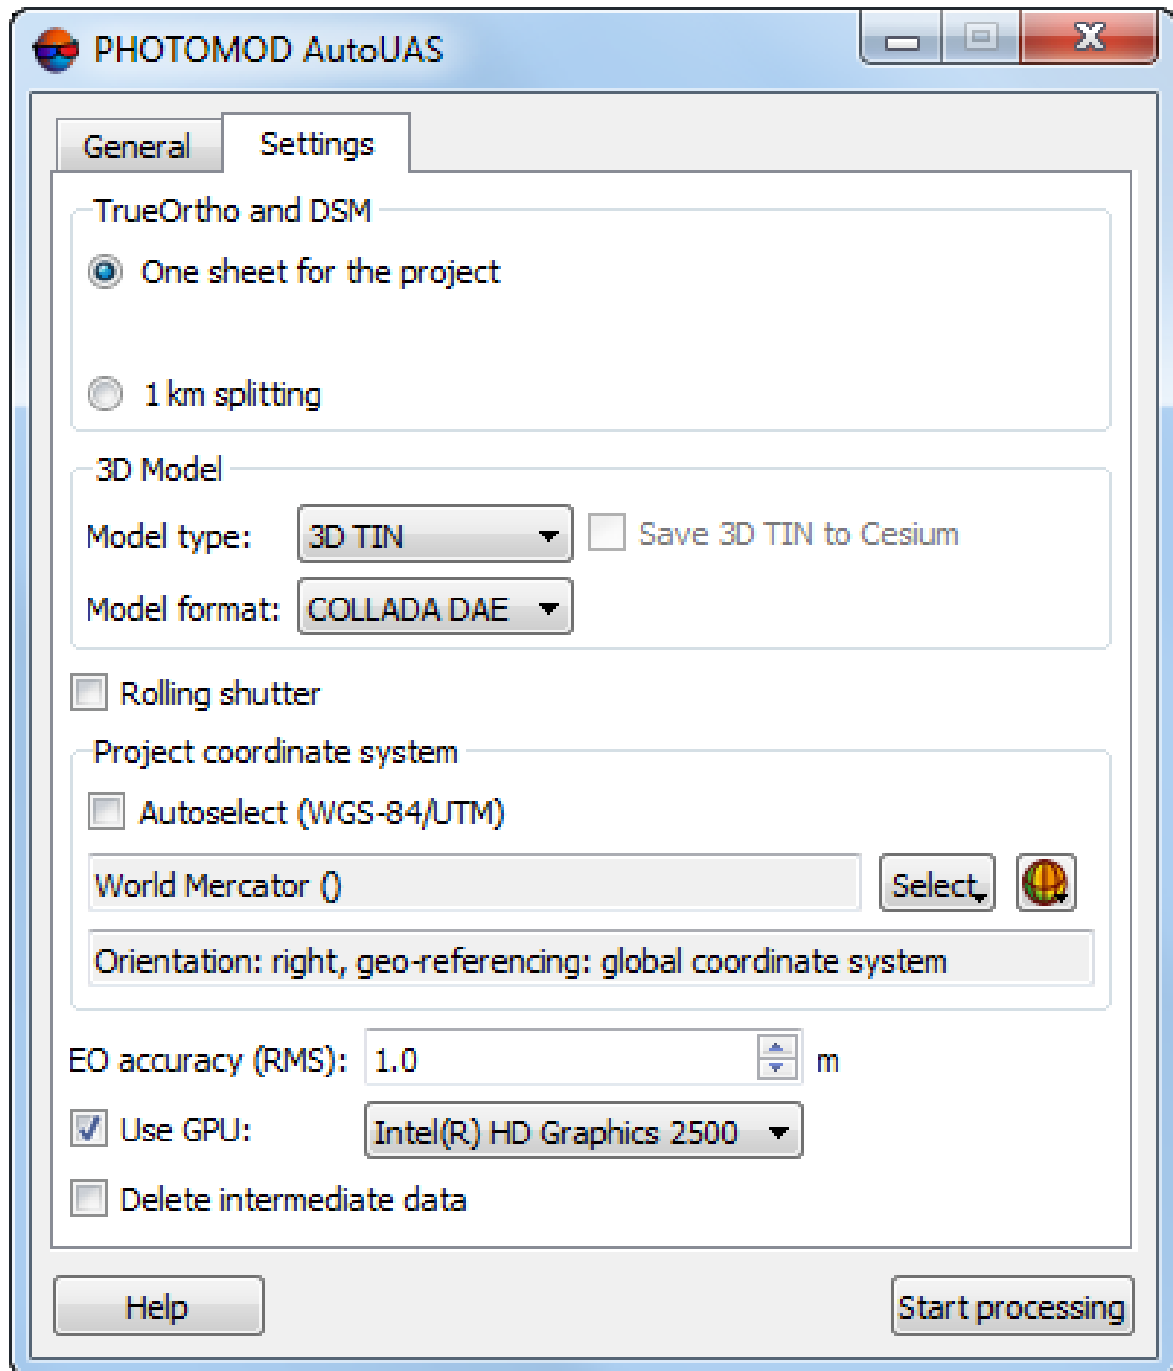 PHOTOMOD AutoUAS
General Settings
TrueOrtho and DSM
One sheet for the project
1 km splitting
3D Model
Model type: 3D TIN Save 3D TIN to Cesium
Model format: COLLADA DAE
Rolling shutter
Project coordinate system
Autoselect (WGS-84/UTM)
World Mercator () Select
Orientation: right, geo-referencing: global coordinate system
EO accuracy (RMS): 1.0 m
Use GPU: Intel(R) HD Graphics 2500
Delete intermediate data
Help Start processing